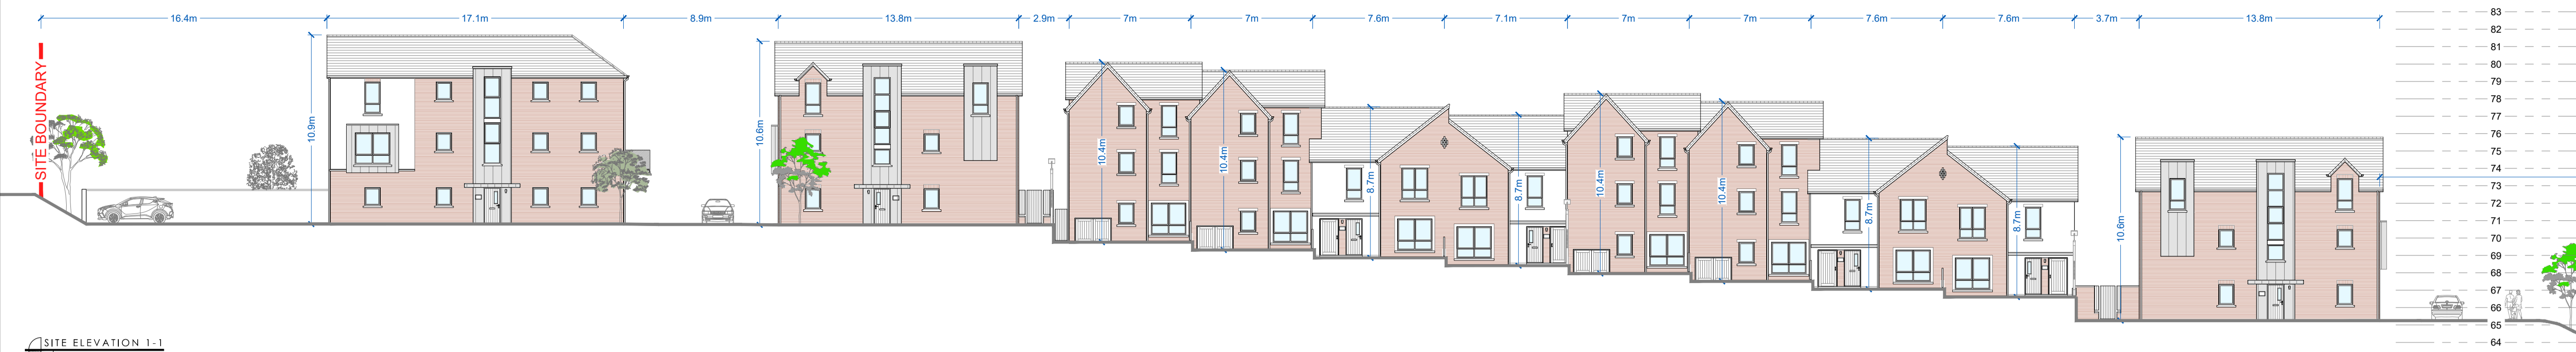 16.4m 17.1m 8.9m 13.8m 2.9m 7m 7m 7.6m 7.1m 7m 7m 7.6m 7.6m 3.7m 13.8m
SITE BOUNDARY
10.9m
10.6m
10.4m
10.4m
8.7m
8.7m
10.4m
10.4m
8.7m
8.7m
10.6m
83
82
81
80
79
78
77
76
75
74
73
72
71
70
69
68
67
66
65
64
SITE ELEVATION 1-1